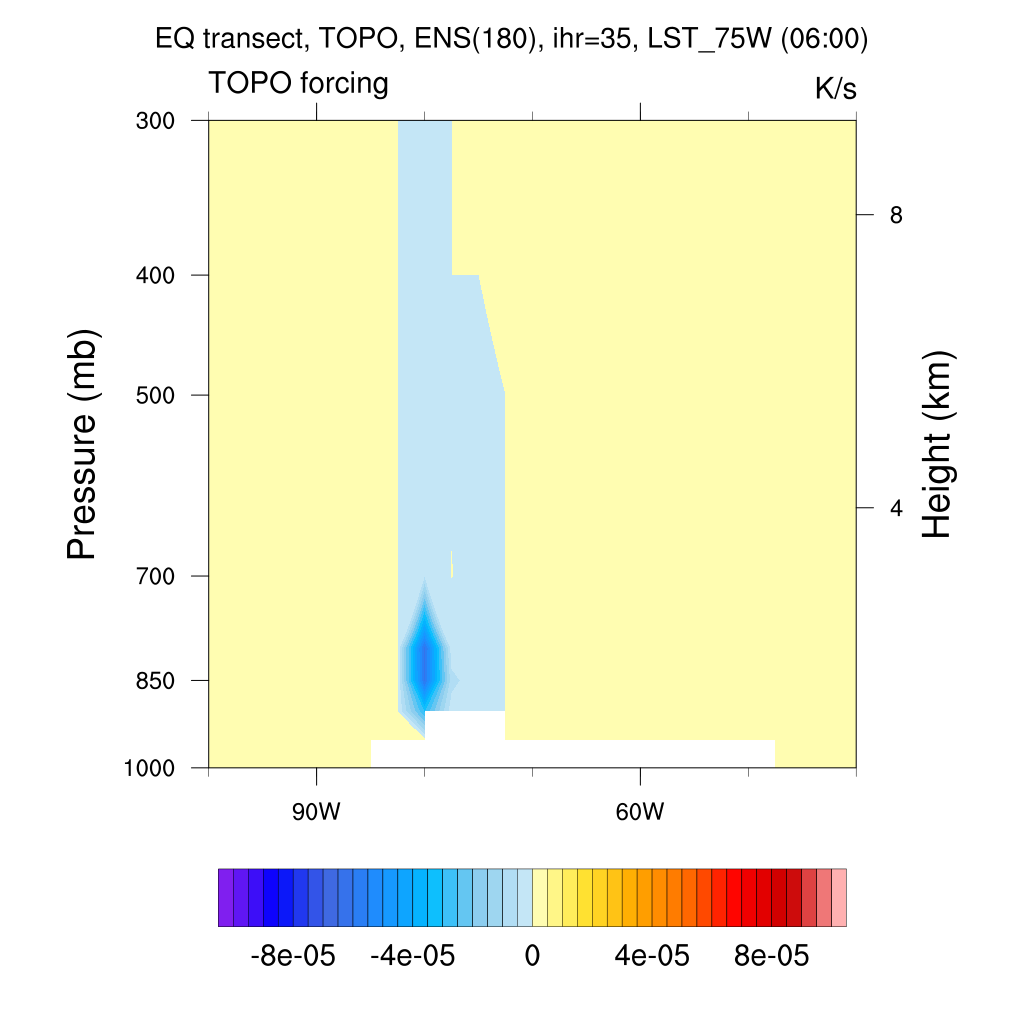 EQ transect, TOPO, ENS(180), ihr=35, LST_75W (06:00)
TOPO forcing
K/s
300
400
500
700
850
1000
Pressure (mb)
8
4
Height (km)
90W
60W
-8e-05
-4e-05
0
4e-05
8e-05